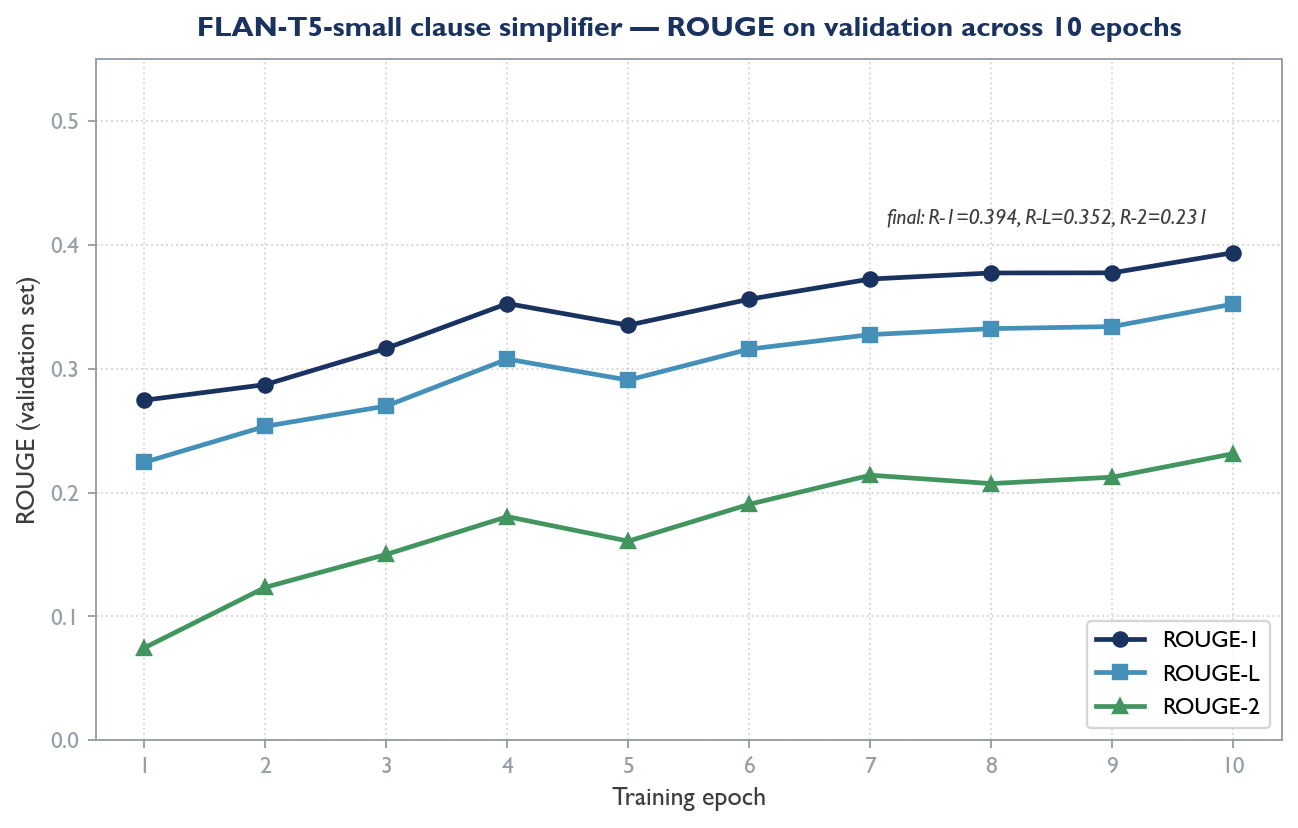 FLAN-T5-small clause simplifier — ROUGE on validation across 10 epochs
ROUGE (validation set)
0.5
0.4
0.3
0.2
0.1
0.0
final: R-1=0.394, R-L=0.352, R-2=0.231
ROUGE-1
ROUGE-L
ROUGE-2
1 2 3 4 5 6 7 8 9 10
Training epoch